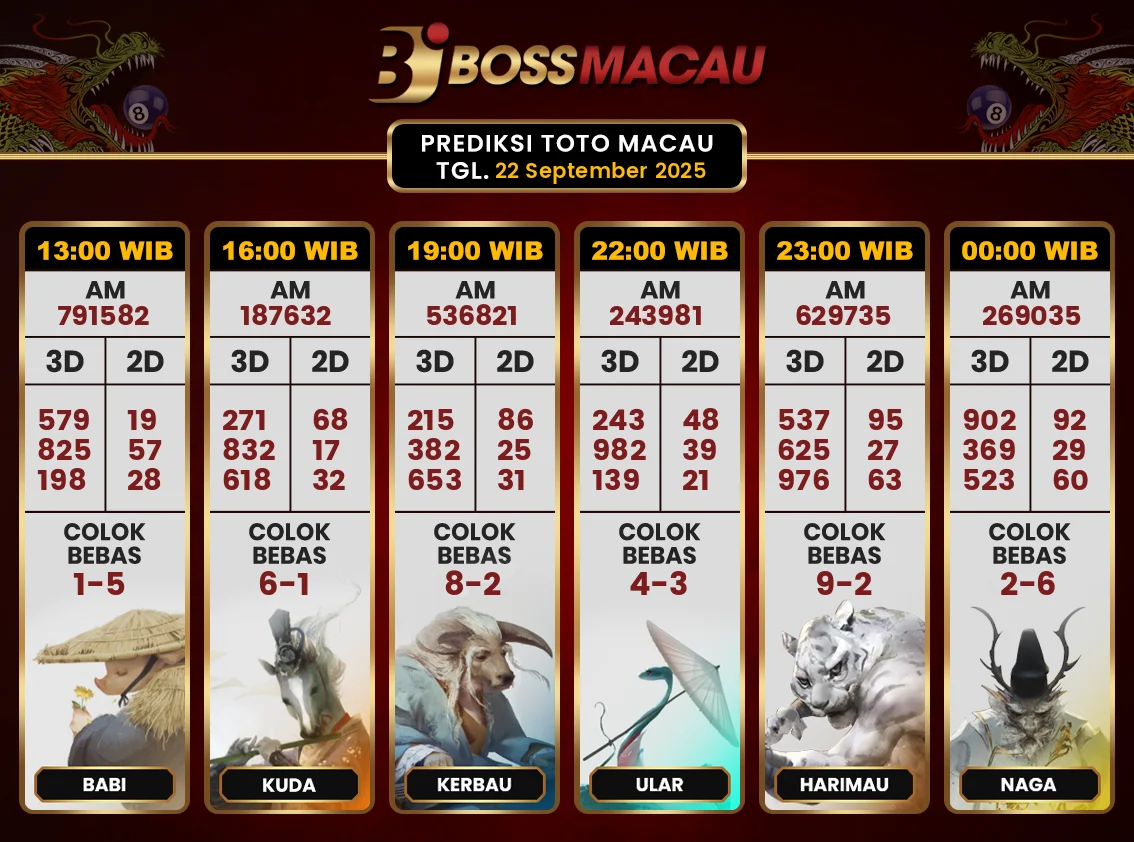 BJ BOSSMACAU
PREDIKSI TOTO MACAU
TGL. 22 September 2025
13:00 WIB
AM
791582
3D 2D
579 19
825 57
198 28
COLOK
BEBAS
1-5
BABI
16:00 WIB
AM
187632
3D 2D
271 68
832 17
618 32
COLOK
BEBAS
6-1
KUDA
19:00 WIB
AM
536821
3D 2D
215 86
382 25
653 31
COLOK
BEBAS
8-2
KERBAU
22:00 WIB
AM
243981
3D 2D
243 48
982 39
139 21
COLOK
BEBAS
4-3
ULAR
23:00 WIB
AM
629735
3D 2D
537 95
625 27
976 63
COLOK
BEBAS
9-2
HARIMAU
00:00 WIB
AM
269035
3D 2D
902 92
369 29
523 60
COLOK
BEBAS
2-6
NAGA
8
8